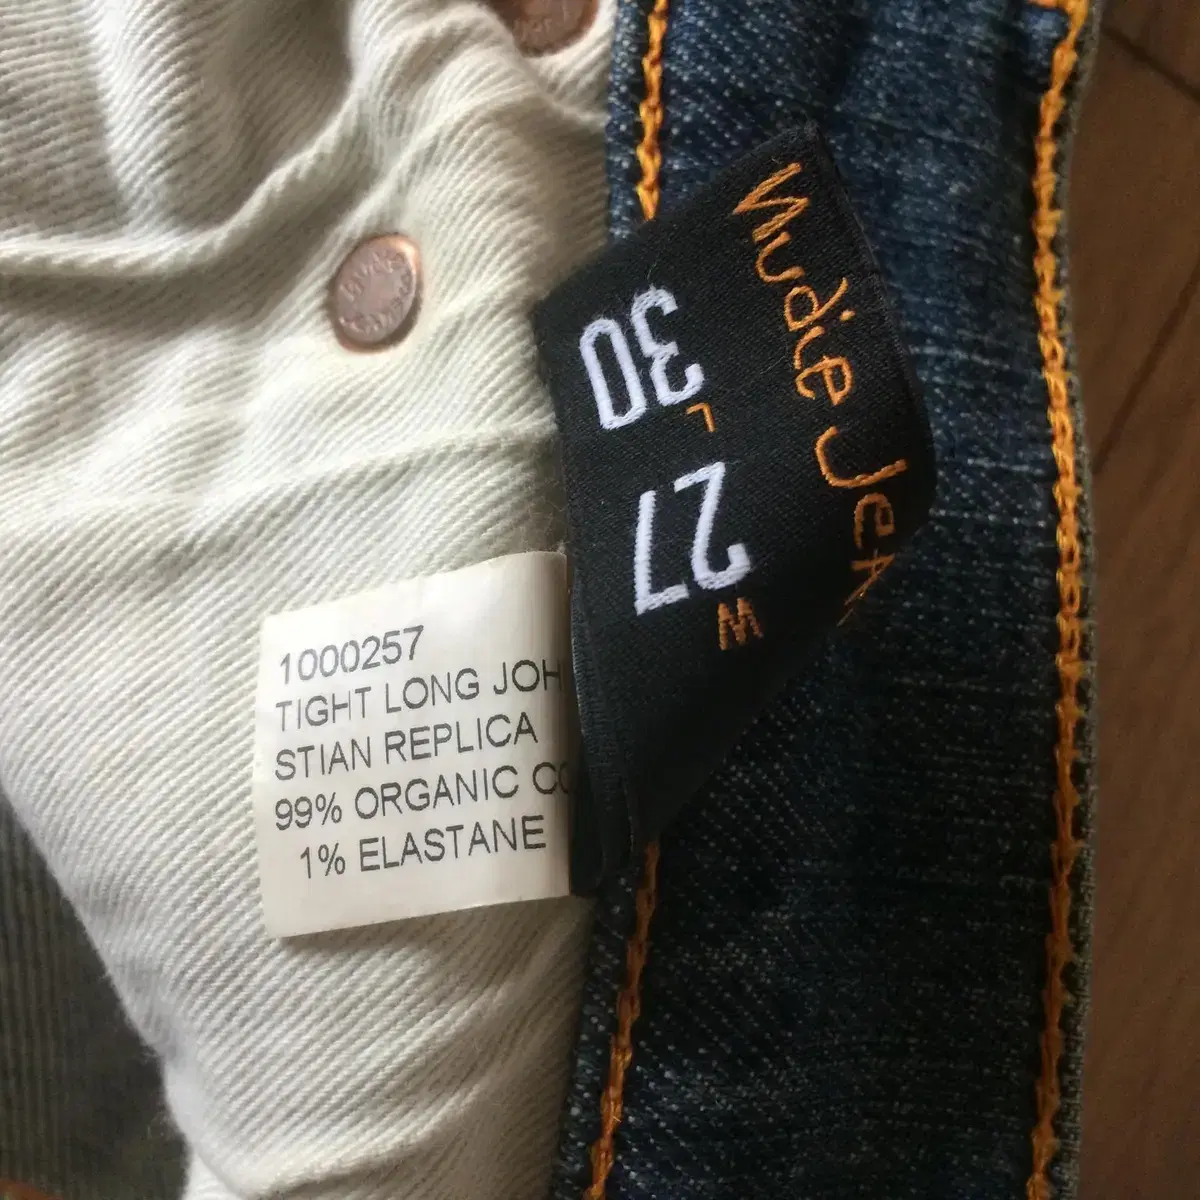 nudie Jea
W 27 L 30
1000257
TIGHT LONG JOH
STIAN REPLICA
99% ORGANIC CO
1% ELASTANE